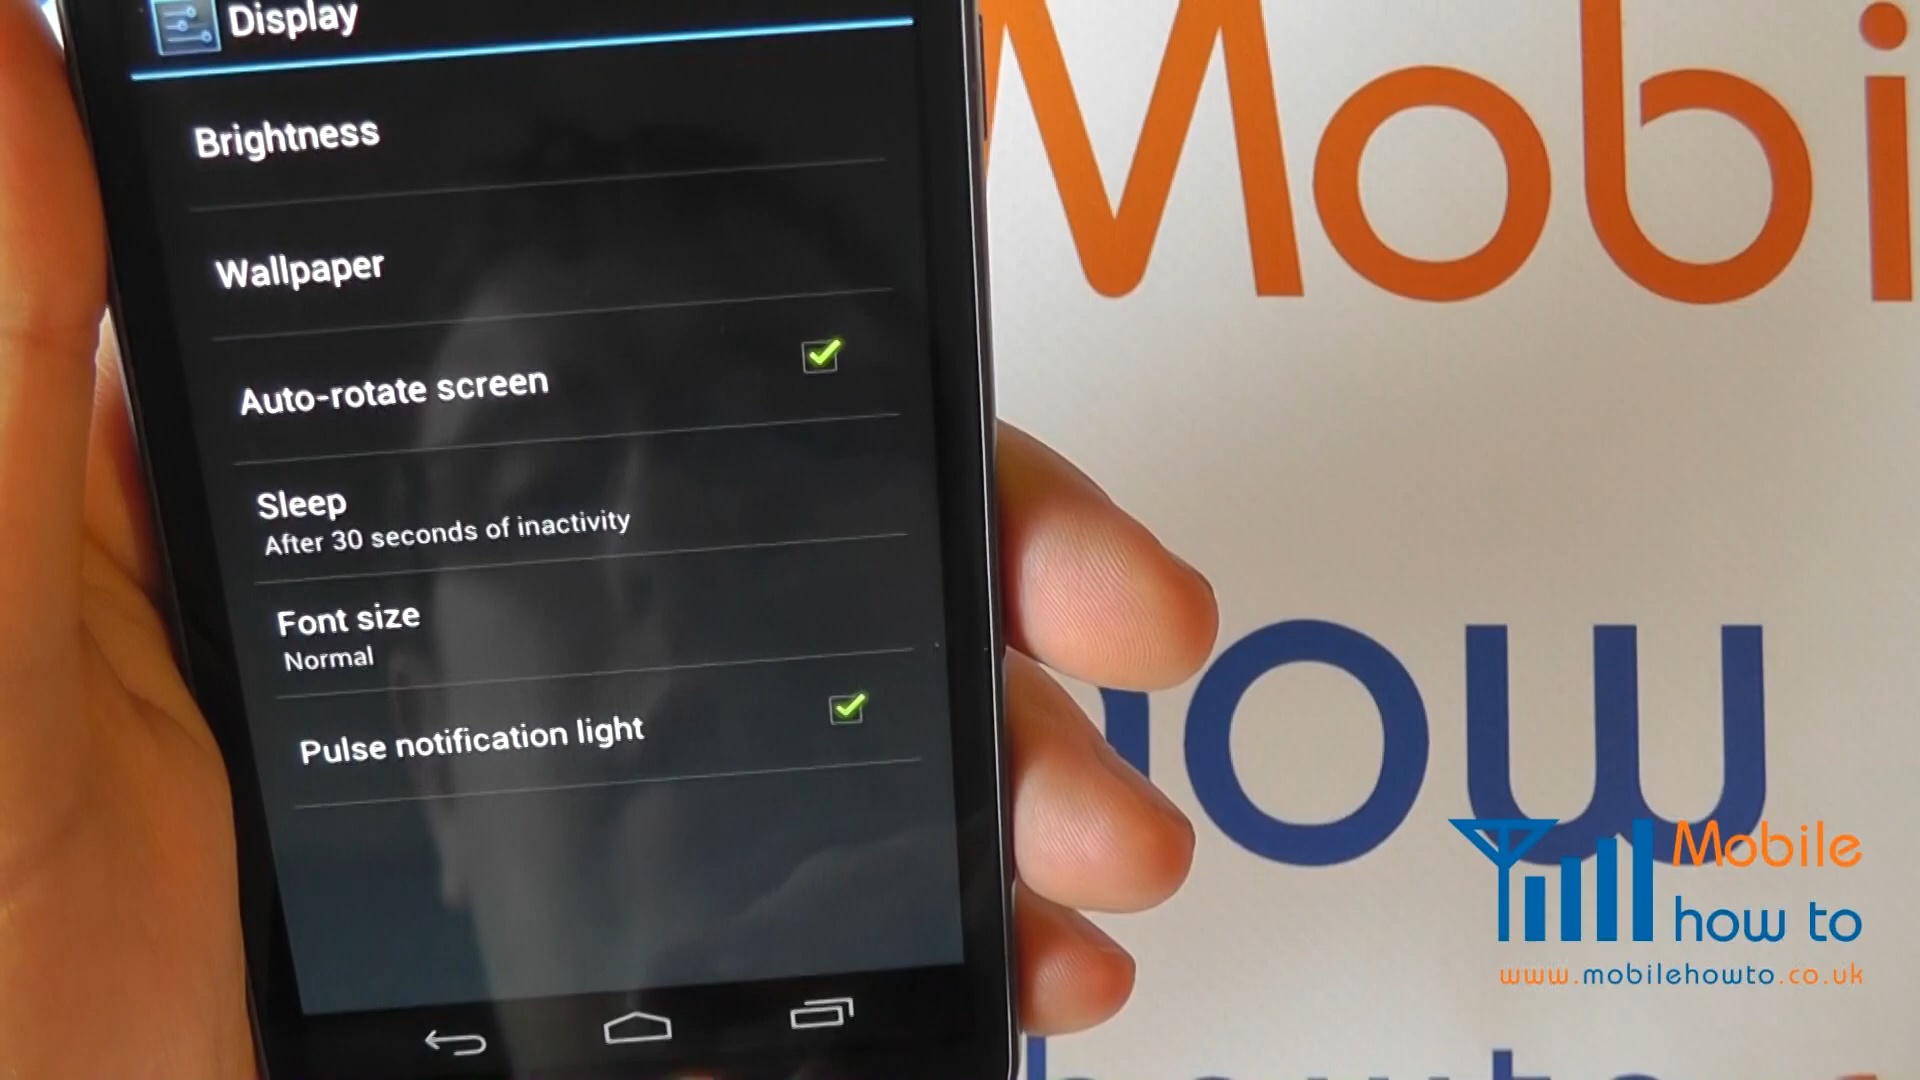 Display
Brightness
Wallpaper
Auto-rotate screen
Sleep
After 30 seconds of inactivity
Font size
Normal
Pulse notification light
Mobi
how
Mobile
how to
www.mobilehowto.co.uk